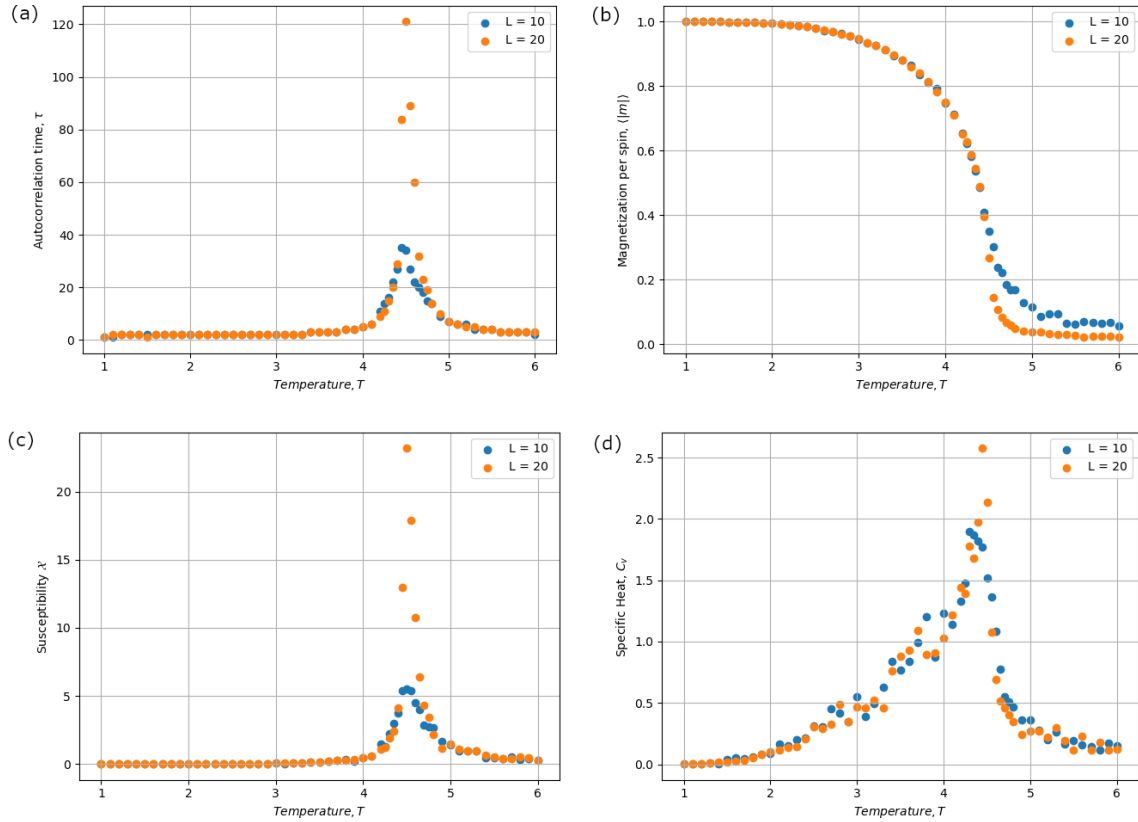 (a)
120
100
80
60
40
20
0
Autocorrelation time, τ
L = 10
L = 20
1 2 3 4 5 6
Temperature, T
(b)
1.0
0.8
0.6
0.4
0.2
0.0
Magnetization per spin, ⟨|m|⟩
L = 10
L = 20
1 2 3 4 5 6
Temperature, T
(c)
20
15
10
5
0
Susceptibility χ
L = 10
L = 20
1 2 3 4 5 6
Temperature, T
(d)
2.5
2.0
1.5
1.0
0.5
0.0
Specific Heat, Cᵥ
L = 10
L = 20
1 2 3 4 5 6
Temperature, T